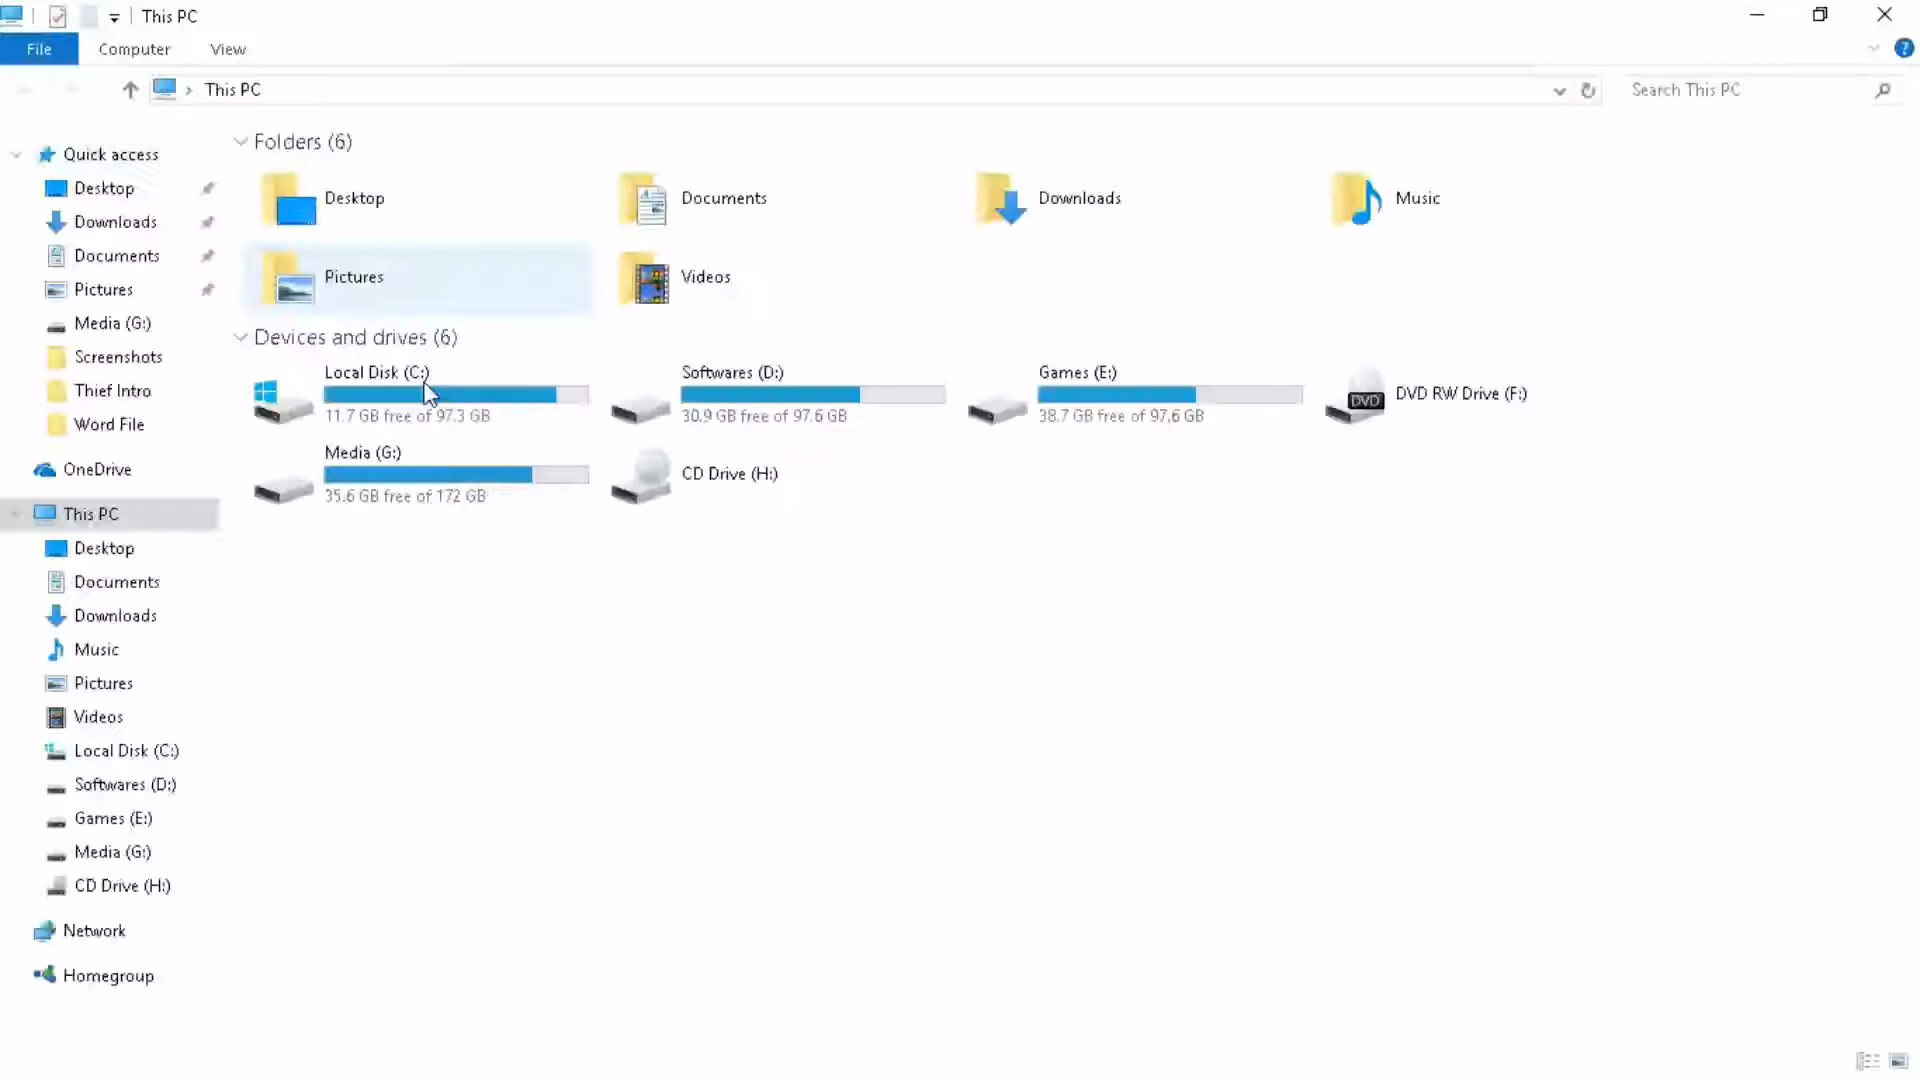 This PC
File
Computer
View
?
This PC
Search This PC
Quick access
Desktop
Downloads
Documents
Pictures
Media (G:)
Screenshots
Thief Intro
Word File
OneDrive
This PC
Desktop
Documents
Downloads
Music
Pictures
Videos
Local Disk (C:)
Softwares (D:)
Games (E:)
Media (G:)
CD Drive (H:)
Network
Homegroup
Folders (6)
Desktop
Documents
Downloads
Music
Pictures
Videos
Devices and drives (6)
Local Disk (C:)
11.7 GB free of 97.3 GB
Softwares (D:)
30.9 GB free of 97.6 GB
Games (E:)
38.7 GB free of 97.6 GB
DVD
DVD RW Drive (F:)
Media (G:)
35.6 GB free of 172 GB
CD Drive (H:)